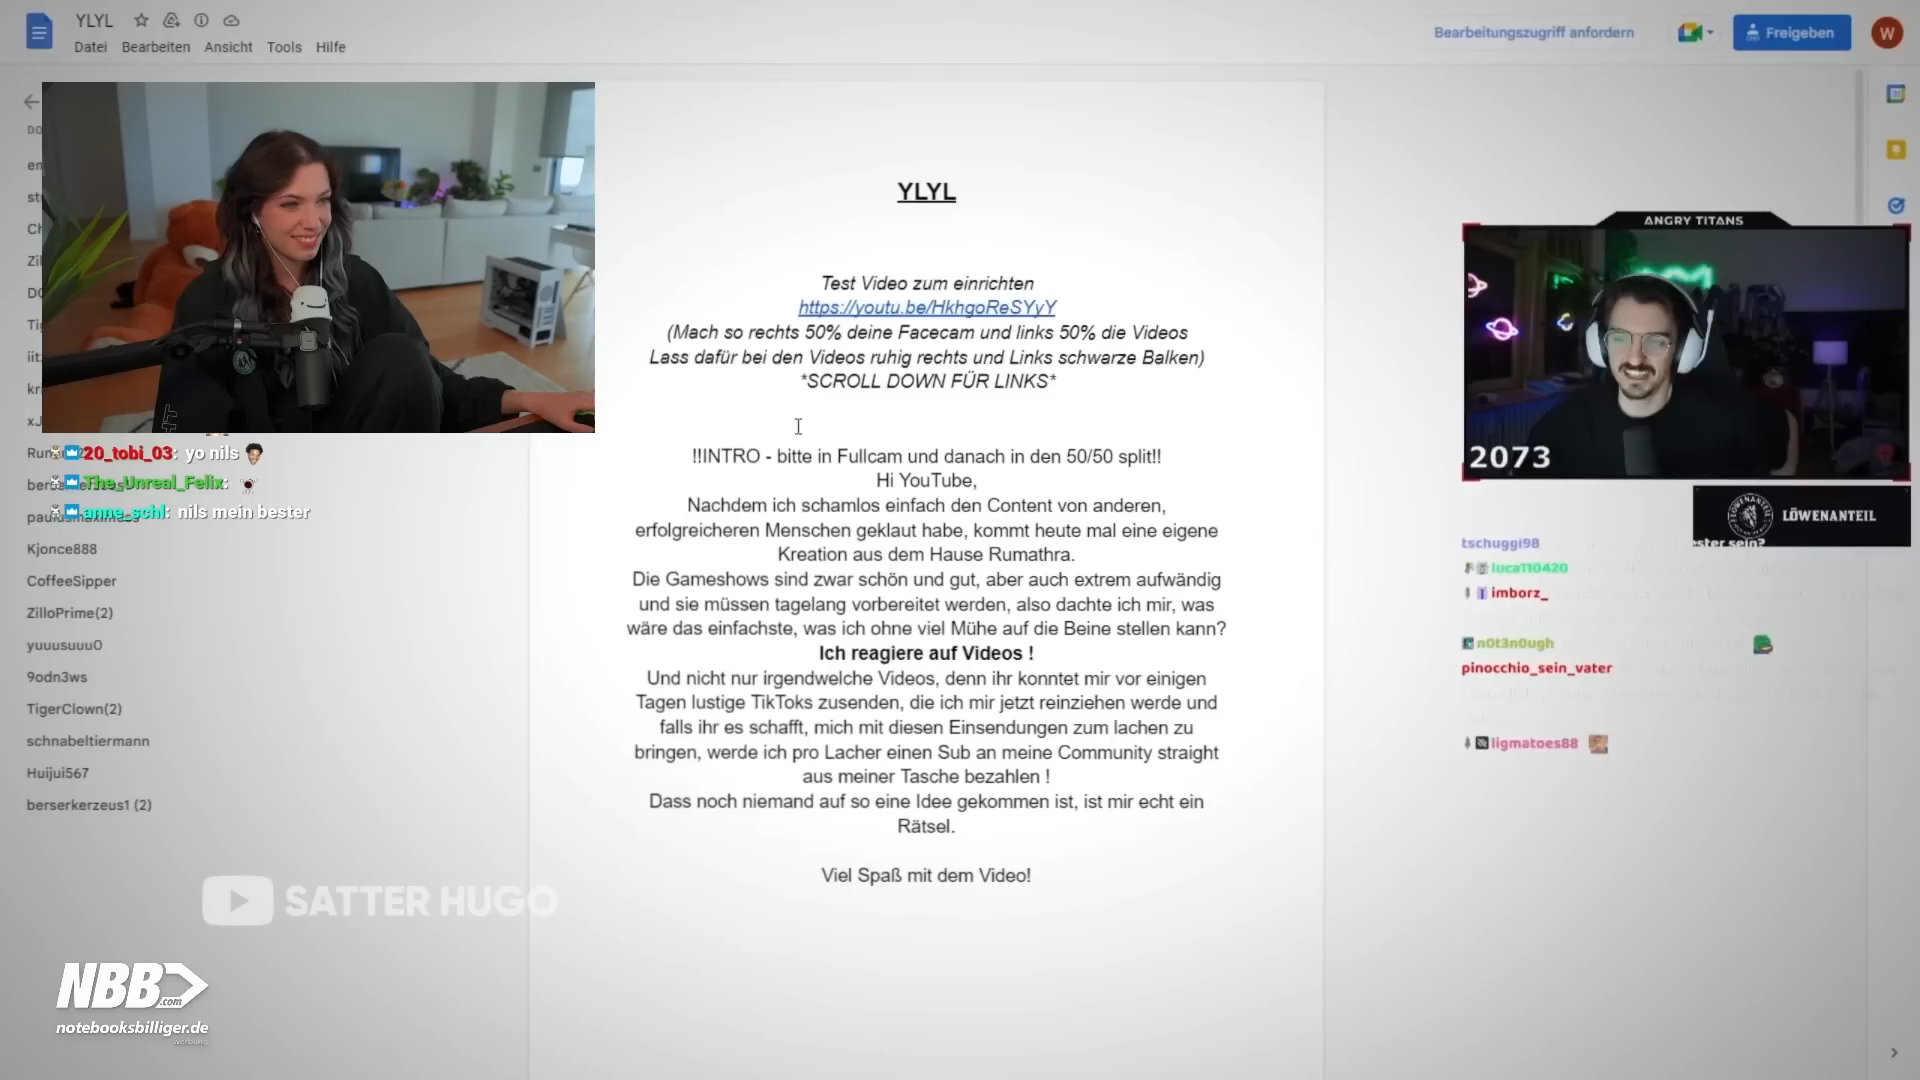 YLYL
Datei Bearbeiten Ansicht Tools Hilfe
Bearbeitungszugriff anfordern
Freigeben
W
YLYL
Test Video zum einrichten
https://youtu.be/HkhgoReSYyY
(Mach so rechts 50% deine Facecam und links 50% die Videos
Lass dafür bei den Videos ruhig rechts und Links schwarze Balken)
*SCROLL DOWN FÜR LINKS*
!!INTRO - bitte in Fullcam und danach in den 50/50 split!!
Hi YouTube,
Nachdem ich schamlos einfach den Content von anderen,
erfolgreicheren Menschen geklaut habe, kommt heute mal eine eigene
Kreation aus dem Hause Rumathra.
Die Gameshows sind zwar schön und gut, aber auch extrem aufwändig
und sie müssen tagelang vorbereitet werden, also dachte ich mir, was
wäre das einfachste, was ich ohne viel Mühe auf die Beine stellen kann?
Ich reagiere auf Videos !
Und nicht nur irgendwelche Videos, denn ihr konntet mir vor einigen
Tagen lustige TikToks zusenden, die ich mir jetzt reinziehen werde und
falls ihr es schafft, mich mit diesen Einsendungen zum lachen zu
bringen, werde ich pro Lacher einen Sub an meine Community straight
aus meiner Tasche bezahlen !
Dass noch niemand auf so eine Idee gekommen ist, ist mir echt ein
Rätsel.
Viel Spaß mit dem Video!
20_tobi_03: yo nils
The_Unreal_Felix:
anne_schl: nils mein bester
Kjonce888
CoffeeSipper
ZilloPrime(2)
yuuusuuu0
9odn3ws
TigerClown(2)
schnabeltiermann
Huijui567
berserkerzeus1 (2)
SATTER HUGO
NBB.com
notebooksbilliger.de
Werbung
ANGRY TITANS
2073
LÖWENANTEIL
tschuggi98
ester sein?
luca110420
imborz_
n0t3n0ugh
pinocchio_sein_vater
ligmatoes88